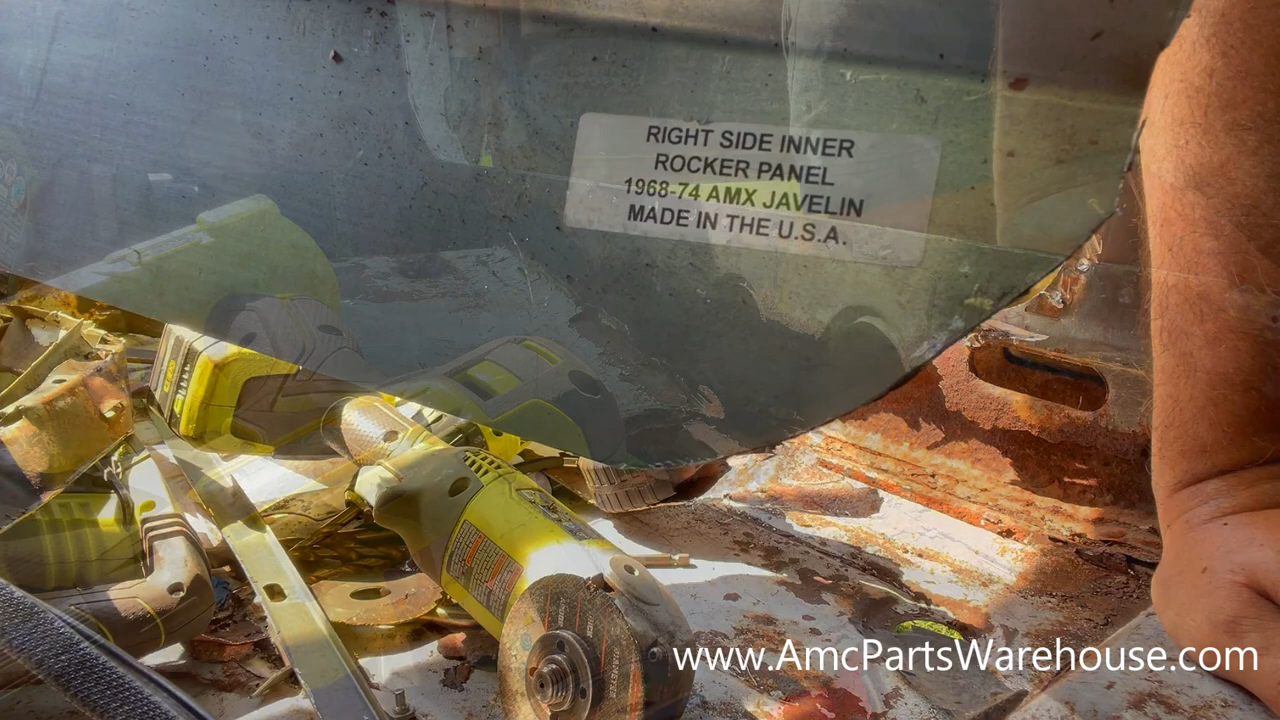 RIGHT SIDE INNER
ROCKER PANEL
1968-74 AMX JAVELIN
MADE IN THE U.S.A.
www.AmcPartsWarehouse.com